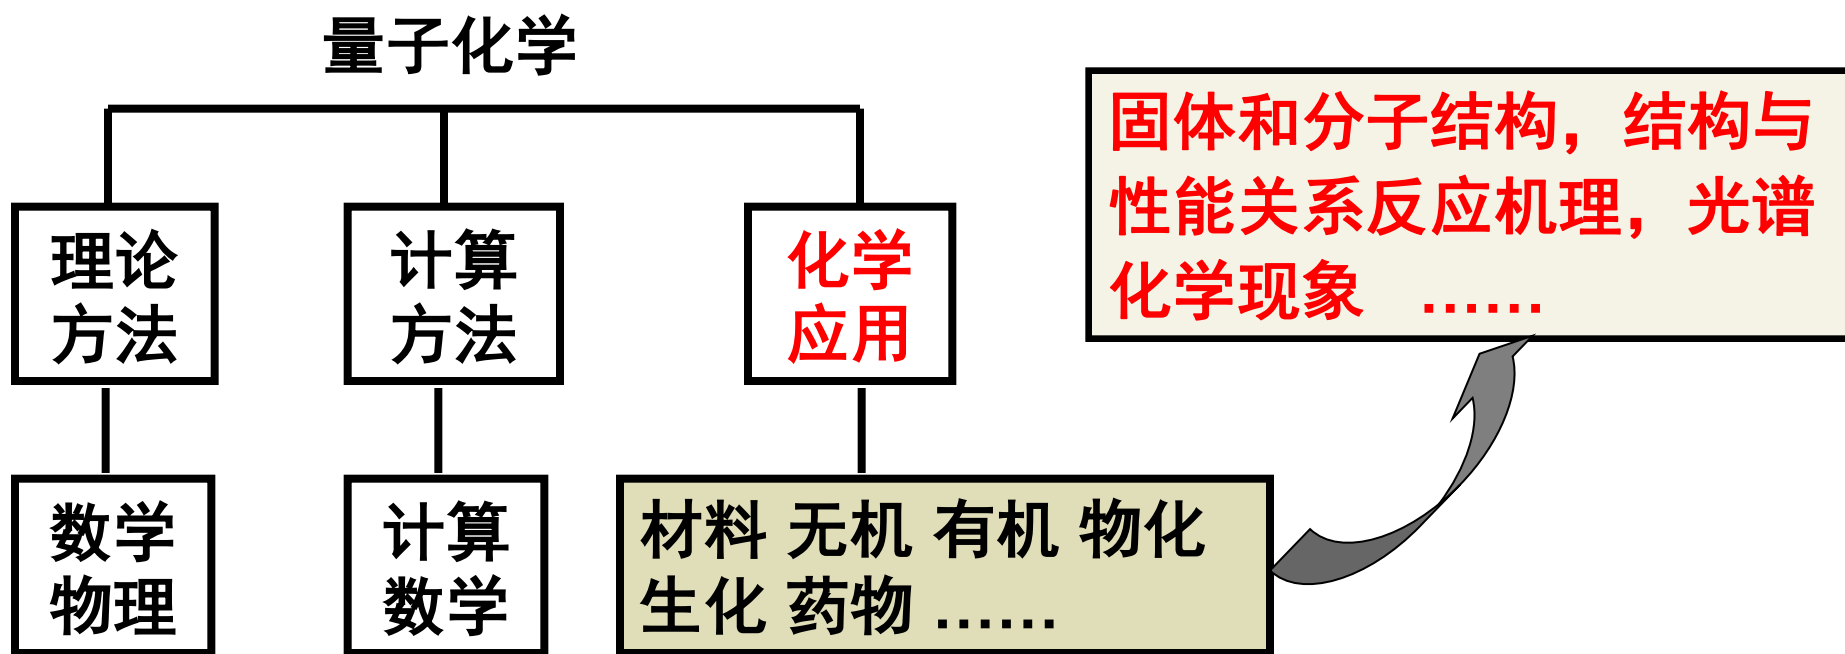 量子化学
固体和分子结构，结构与
性能关系反应机理，光谱
化学现象 ……
理论
方法
计算
方法
化学
应用
数学
物理
计算
数学
材料 无机 有机 物化
生化 药物 ……